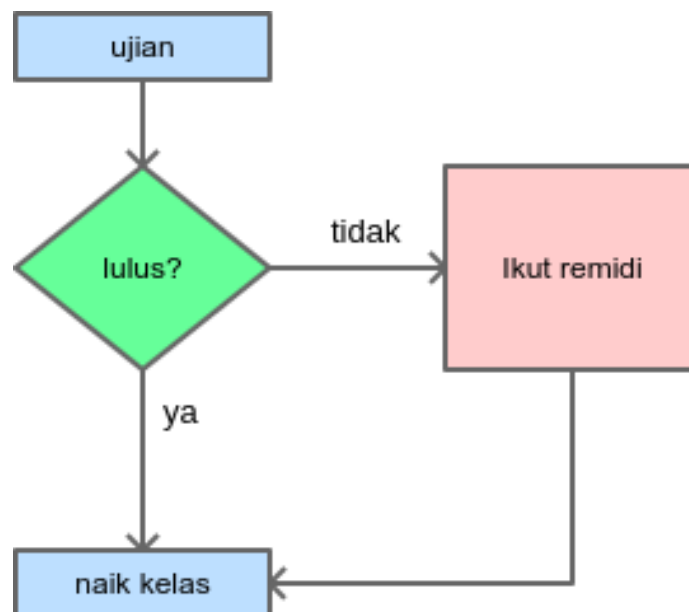 ujian
lulus?
tidak
Ikut remidi
ya
naik kelas